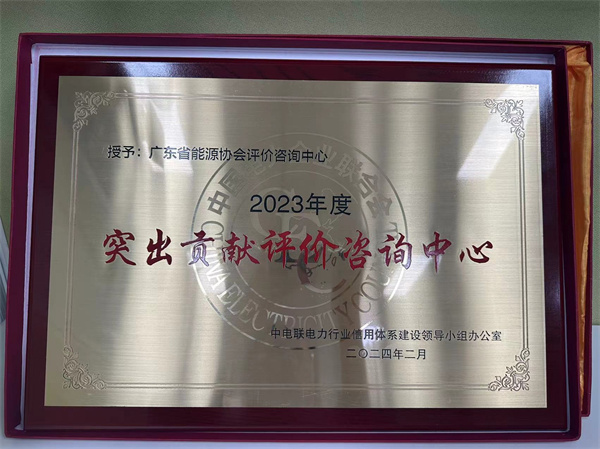 授予：广东省能源协会评价咨询中心
2023年度
突出贡献评价咨询中心
中电联电力行业信用体系建设领导小组办公室
二〇二四年二月